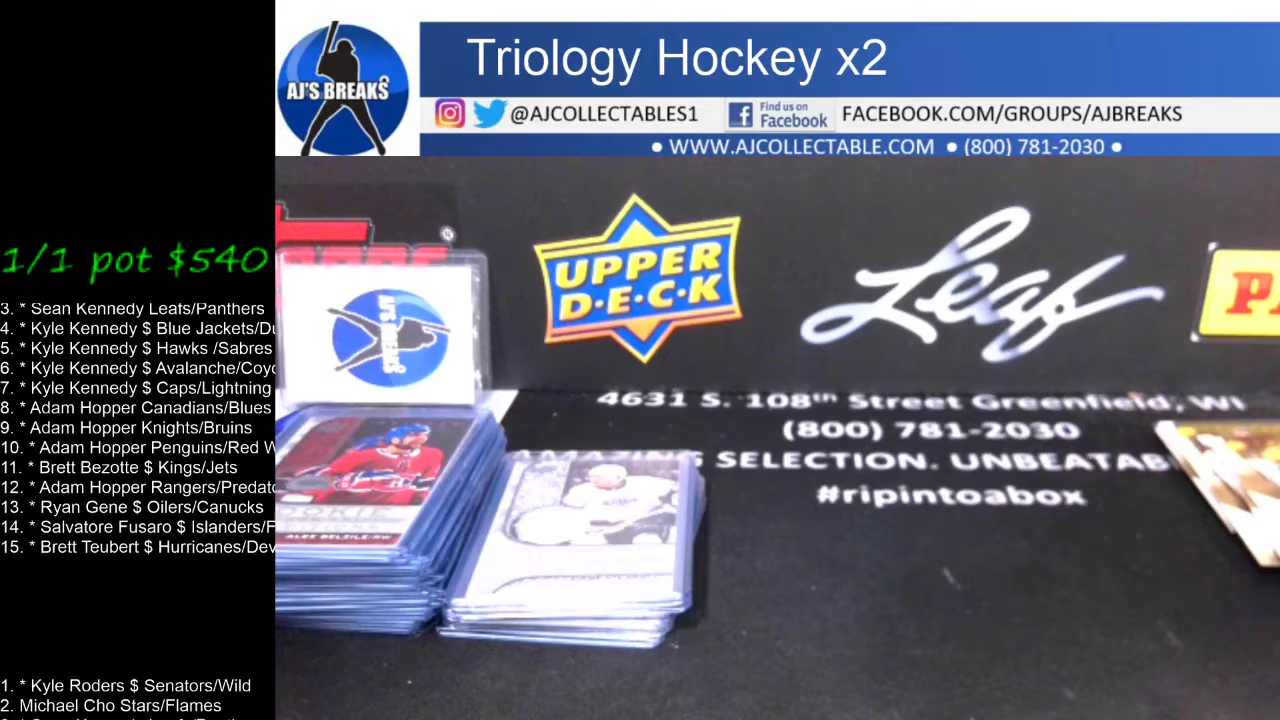 Triology Hockey x2
AJ'S BREAKS
@AJCOLLECTABLES1
Find us on
Facebook
FACEBOOK.COM/GROUPS/AJBREAKS
• WWW.AJCOLLECTABLE.COM • (800) 781-2030 •
1/1 pot $540
3. * Sean Kennedy Leafs/Panthers
4. * Kyle Kennedy $ Blue Jackets/Du
5. * Kyle Kennedy $ Hawks /Sabres
6. * Kyle Kennedy $ Avalanche/Coyo
7. * Kyle Kennedy $ Caps/Lightning
8. * Adam Hopper Canadians/Blues
9. * Adam Hopper Knights/Bruins
10. * Adam Hopper Penguins/Red W
11. * Brett Bezotte $ Kings/Jets
12. * Adam Hopper Rangers/Predato
13. * Ryan Gene $ Oilers/Canucks
14. * Salvatore Fusaro $ Islanders/F
15. * Brett Teubert $ Hurricanes/Dev
1. * Kyle Roders $ Senators/Wild
2. Michael Cho Stars/Flames
UPPER
D•E•C•K
Leaf
PA
AJ'S BREAKS
4631 S. 108th Street Greenfield, WI
(800) 781-2030
AMAZING SELECTION. UNBEATAB
#ripintoabox
ALEX BELZILE-RW